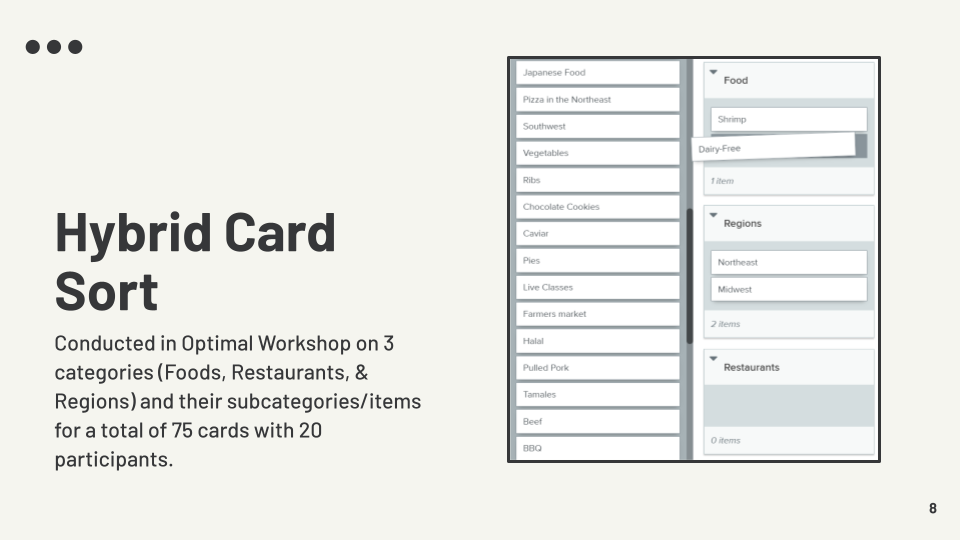 Hybrid Card
Sort
Conducted in Optimal Workshop on 3
categories (Foods, Restaurants, &
Regions) and their subcategories/items
for a total of 75 cards with 20
participants.
Japanese Food
Pizza in the Northeast
Southwest
Vegetables
Ribs
Chocolate Cookies
Caviar
Pies
Live Classes
Farmers market
Halal
Pulled Pork
Tamales
Beef
BBQ
Food
Shrimp
Dairy-Free
1 item
Regions
Northeast
Midwest
2 items
Restaurants
0 items
8